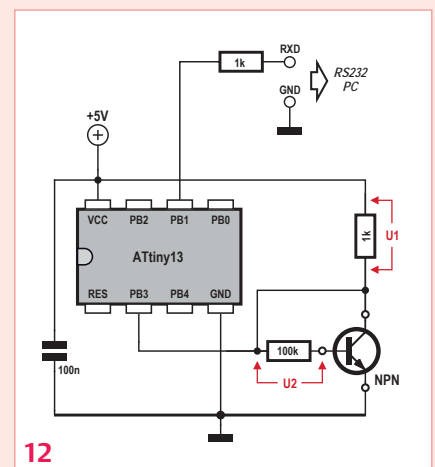 RXD
1k
GND
RS232
PC
+5V
VCC PB2 PB1 PB0
ATtiny13
RES PB3 PB4 GND
1k
U1
100k
U2
NPN
100n
12